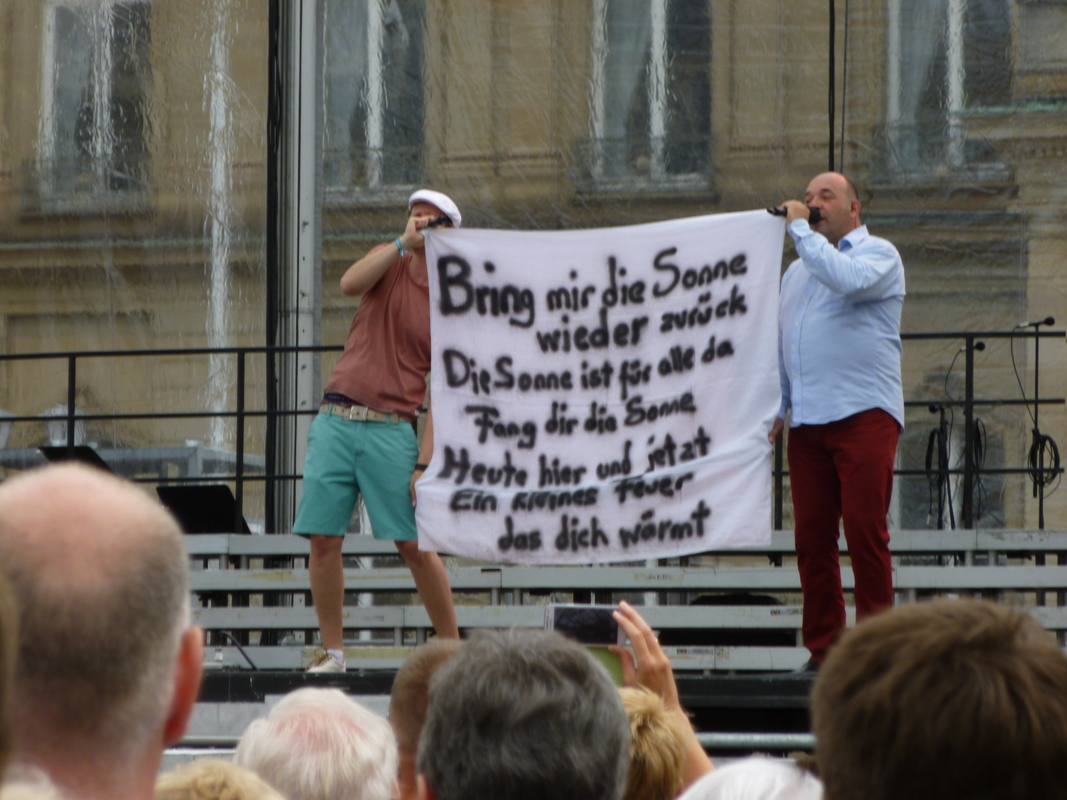 Bring mir die Sonne
wieder zurück
Die Sonne ist für alle da
Fang dir die Sonne
Heute hier und jetzt
Ein kleines Feuer
das dich wärmt